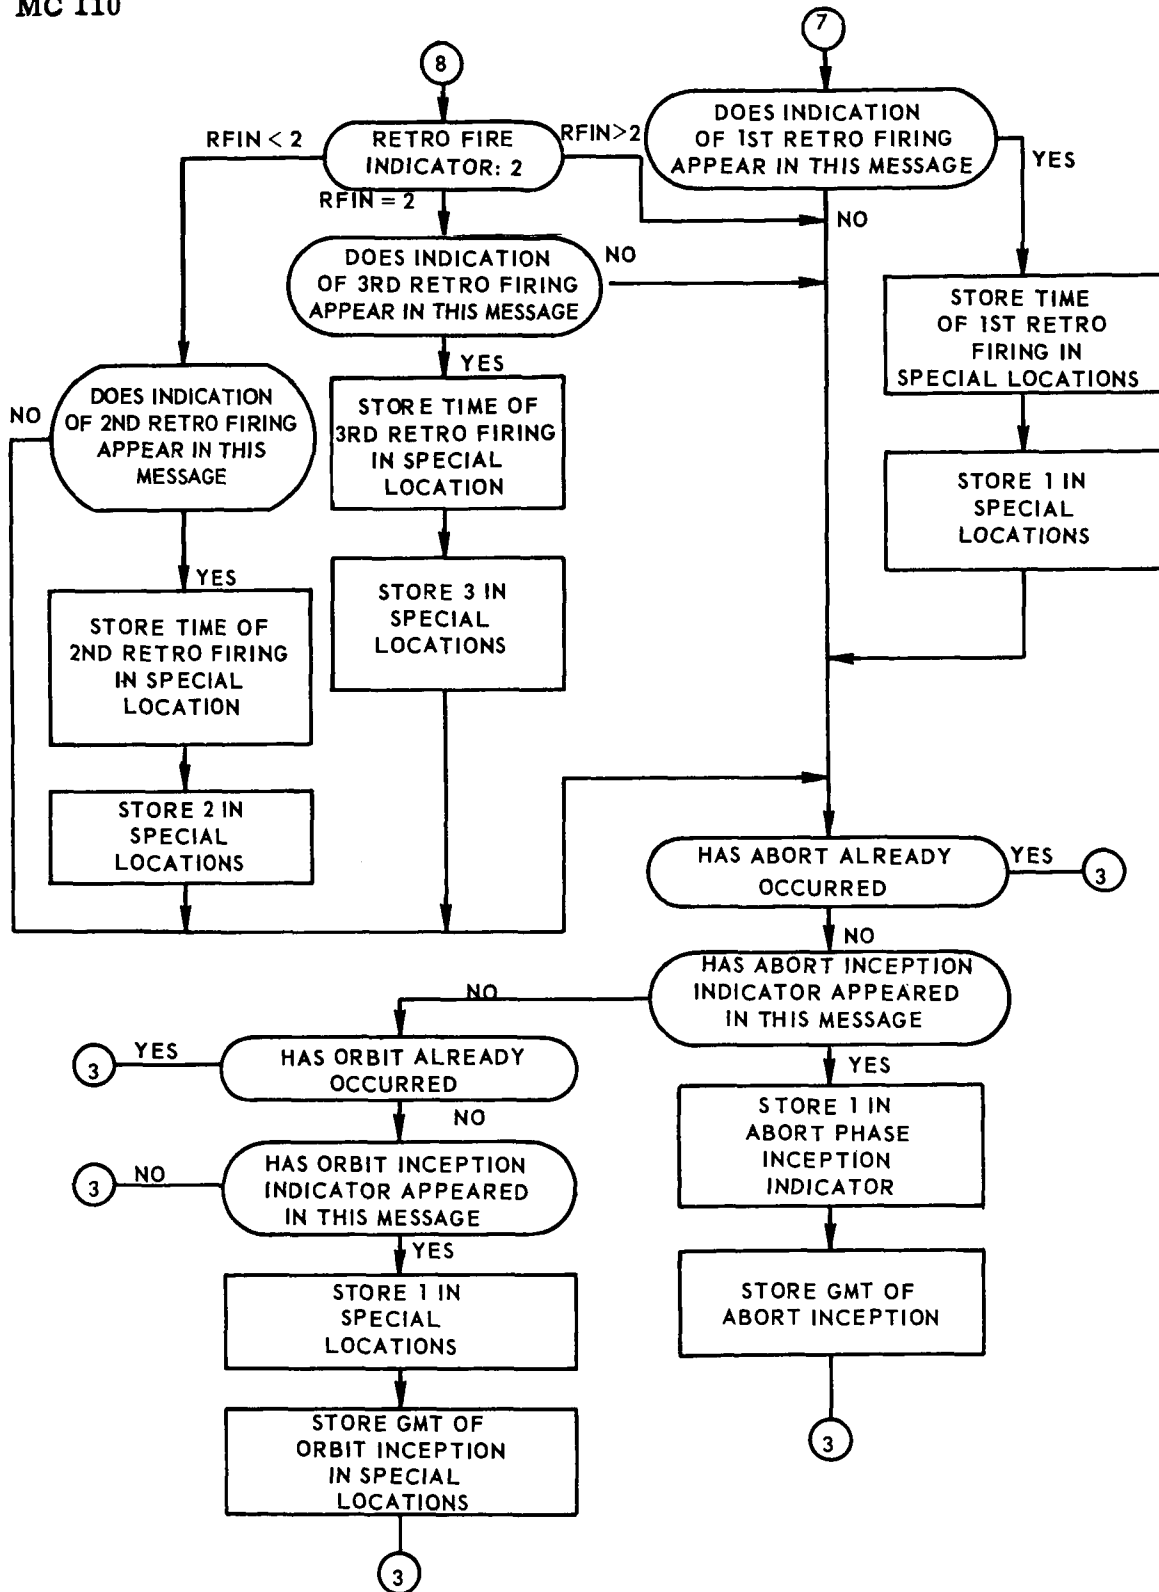 MC 110
7
8
DOES INDICATION
OF 1ST RETRO FIRING
APPEAR IN THIS MESSAGE
YES
NO
RFIN < 2
RETRO FIRE
INDICATOR: 2
RFIN>2
RFIN = 2
DOES INDICATION
OF 3RD RETRO FIRING
APPEAR IN THIS MESSAGE
NO
YES
STORE TIME
OF 1ST RETRO
FIRING IN
SPECIAL LOCATIONS
STORE 1 IN
SPECIAL
LOCATIONS
NO
DOES INDICATION
OF 2ND RETRO FIRING
APPEAR IN THIS
MESSAGE
YES
STORE TIME OF
3RD RETRO FIRING
IN SPECIAL
LOCATION
STORE 3 IN
SPECIAL
LOCATIONS
STORE TIME OF
2ND RETRO FIRING
IN SPECIAL
LOCATION
STORE 2 IN
SPECIAL
LOCATIONS
HAS ABORT ALREADY
OCCURRED
YES
3
NO
HAS ABORT INCEPTION
INDICATOR APPEARED
IN THIS MESSAGE
NO
YES
3
YES
HAS ORBIT ALREADY
OCCURRED
NO
STORE 1 IN
ABORT PHASE
INCEPTION
INDICATOR
3
NO
HAS ORBIT INCEPTION
INDICATOR APPEARED
IN THIS MESSAGE
YES
STORE GMT OF
ABORT INCEPTION
3
STORE 1 IN
SPECIAL
LOCATIONS
STORE GMT OF
ORBIT INCEPTION
IN SPECIAL
LOCATIONS
3